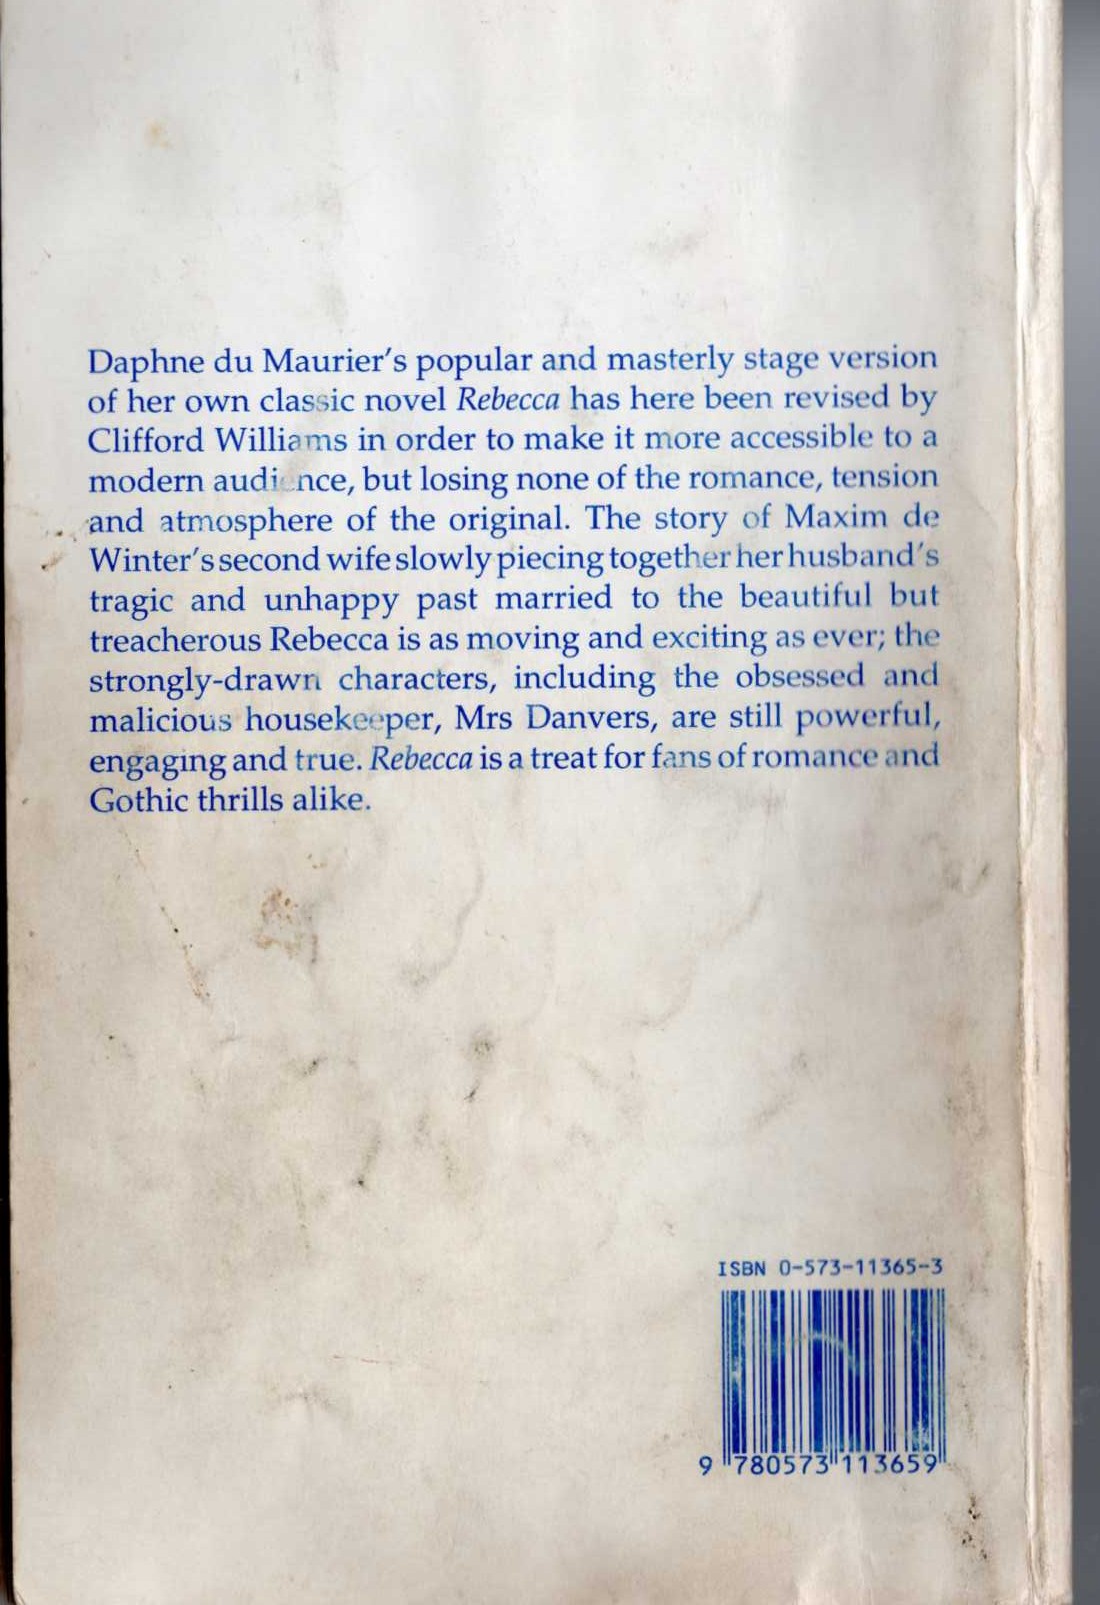 Daphne du Maurier's popular and masterly stage version
of her own classic novel Rebecca has here been revised by
Clifford Williams in order to make it more accessible to a
modern audience, but losing none of the romance, tension
and atmosphere of the original. The story of Maxim de
Winter's second wife slowly piecing together her husband's
tragic and unhappy past married to the beautiful but
treacherous Rebecca is as moving and exciting as ever; the
strongly-drawn characters, including the obsessed and
malicious housekeeper, Mrs Danvers, are still powerful,
engaging and true. Rebecca is a treat for fans of romance and
Gothic thrills alike.
ISBN 0-573-11365-3
9 780573 113659